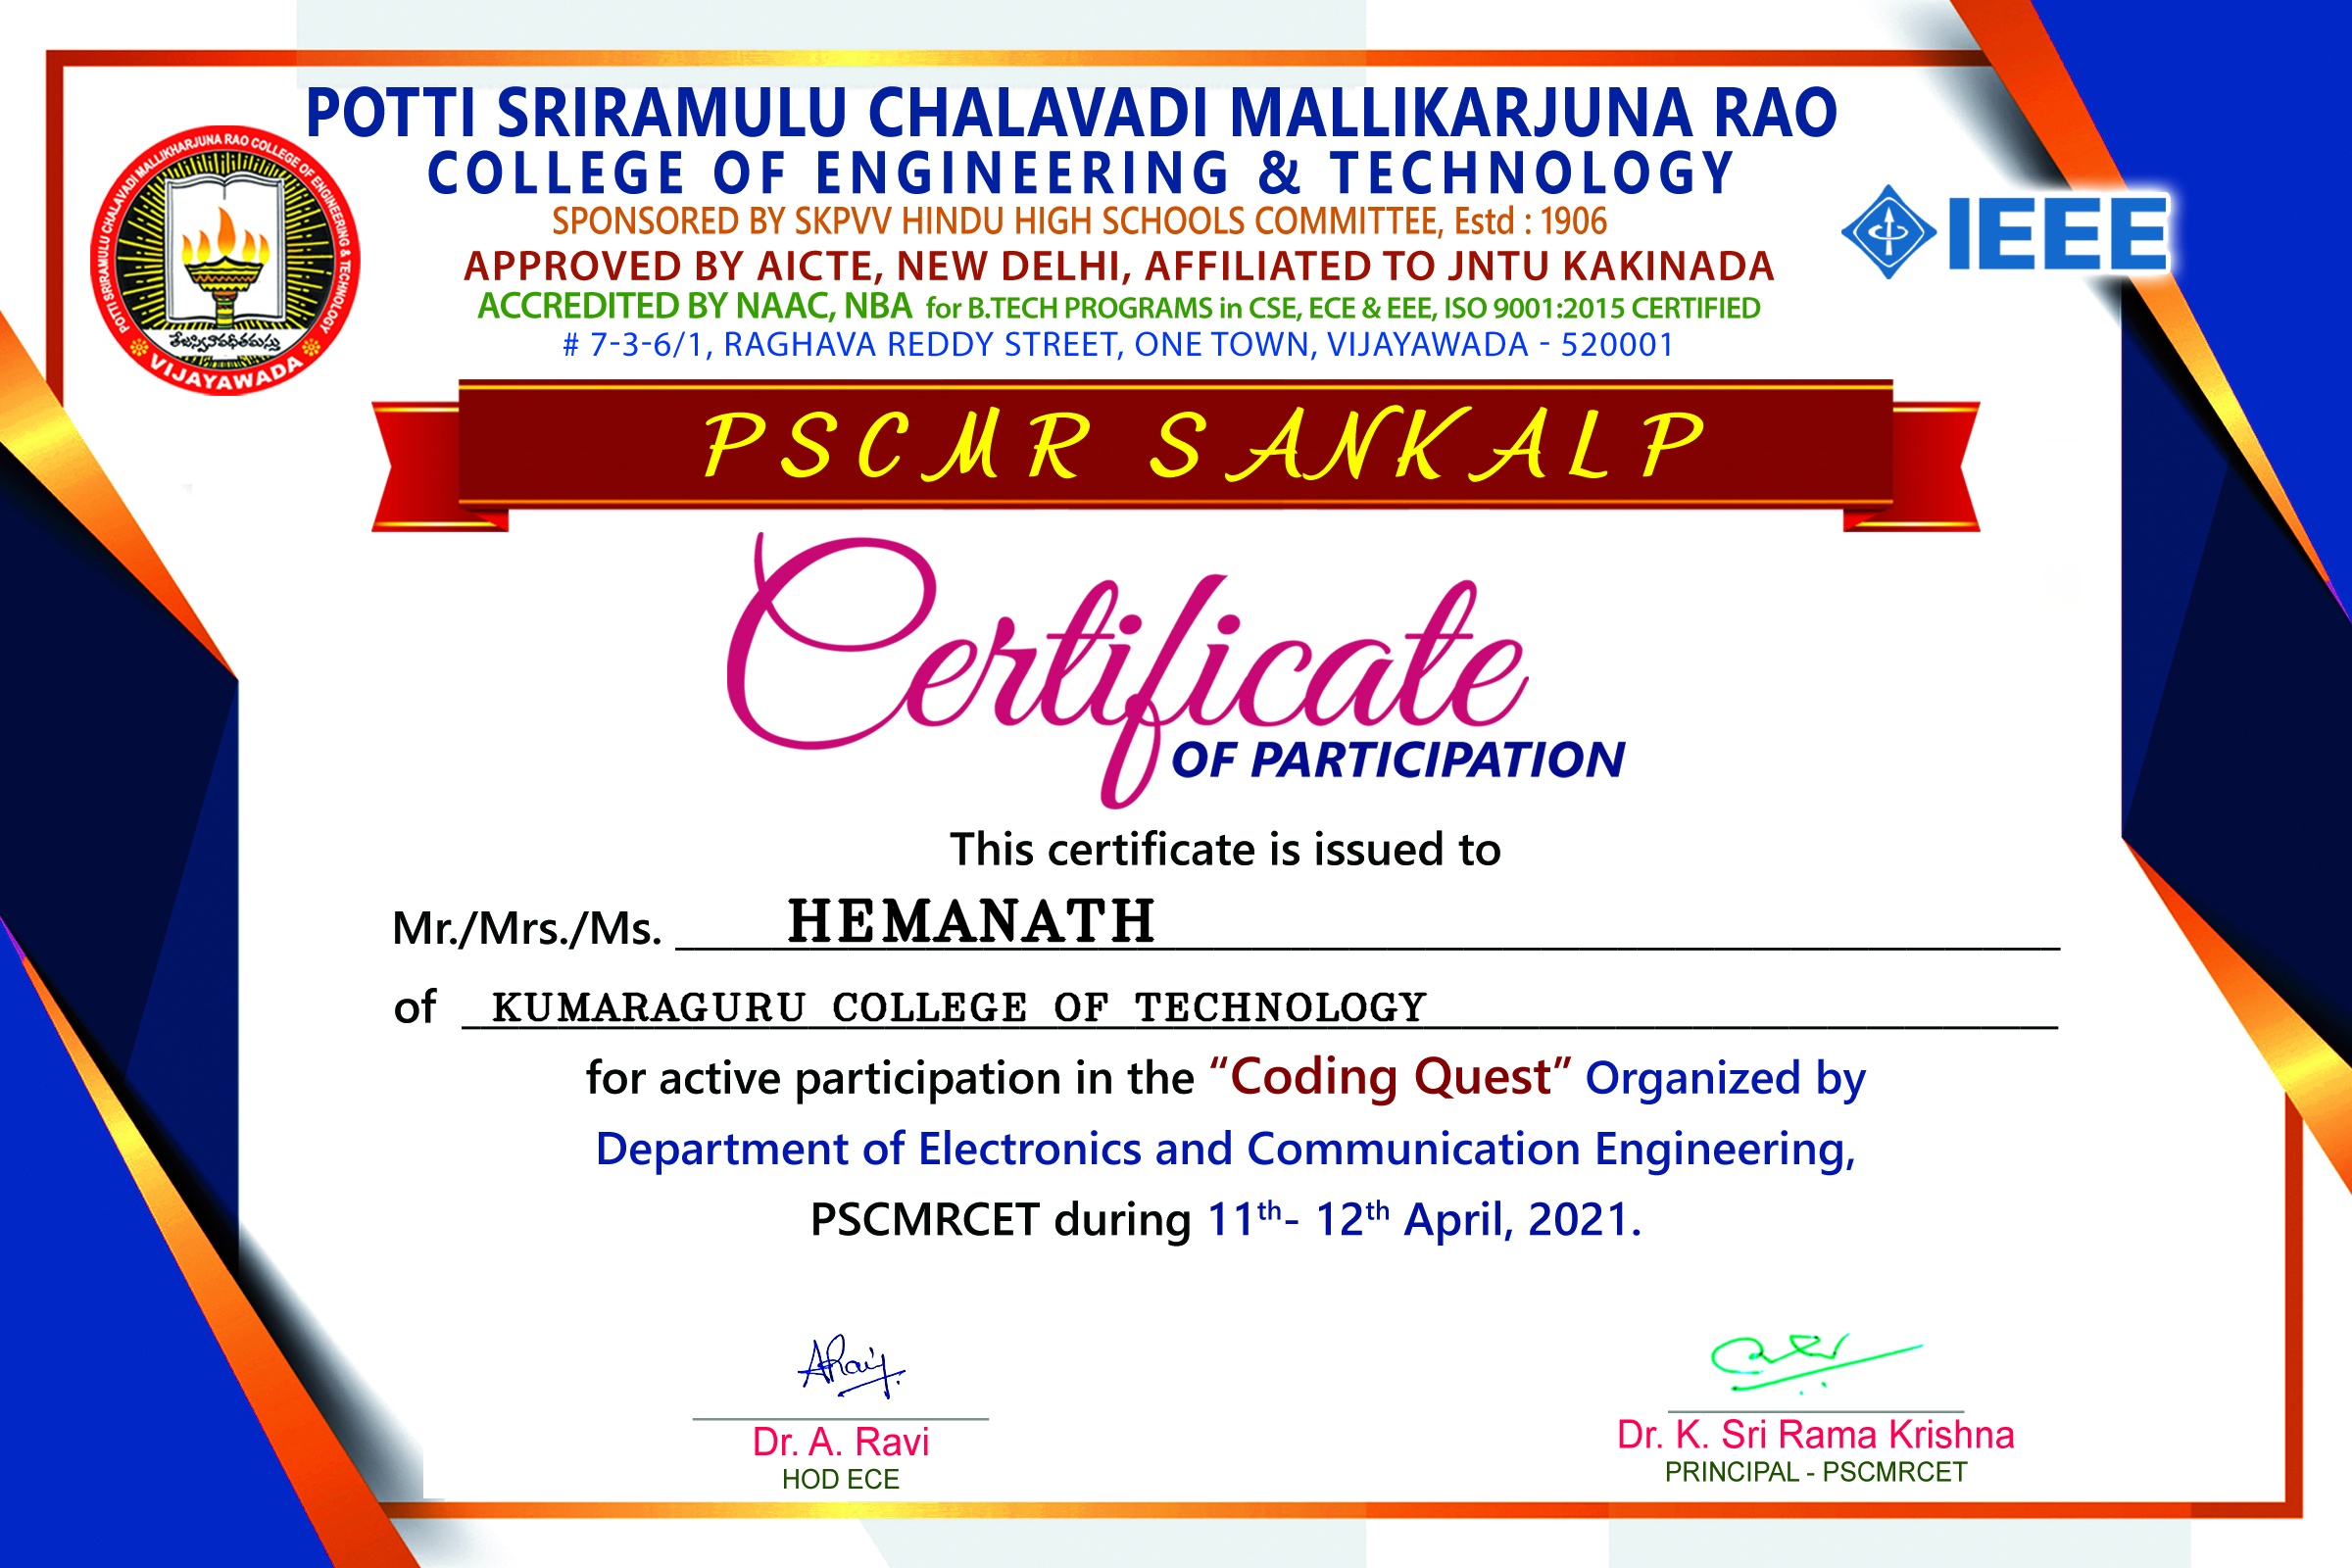 POTTI SRIRAMULU CHALAVADI MALLIKARJUNA RAO
COLLEGE OF ENGINEERING & TECHNOLOGY
SPONSORED BY SKPVV HINDU HIGH SCHOOLS COMMITTEE, Estd : 1906
APPROVED BY AICTE, NEW DELHI, AFFILIATED TO JNTU KAKINADA
ACCREDITED BY NAAC, NBA for B.TECH PROGRAMS in CSE, ECE & EEE, ISO 9001:2015 CERTIFIED
# 7-3-6/1, RAGHAVA REDDY STREET, ONE TOWN, VIJAYAWADA - 520001
POTTI SRIRAMULU CHALAVADI MALLIKHARJUNA RAO COLLEGE OF ENGINEERING & TECHNOLOGY
VIJAYAWADA
IEEE
PSCMR SANKALP
Certificate
OF PARTICIPATION
This certificate is issued to
Mr./Mrs./Ms. HEMANATH
of KUMARAGURU COLLEGE OF TECHNOLOGY
for active participation in the “Coding Quest” Organized by
Department of Electronics and Communication Engineering,
PSCMRCET during 11th- 12th April, 2021.
Dr. A. Ravi
HOD ECE
Dr. K. Sri Rama Krishna
PRINCIPAL - PSCMRCET